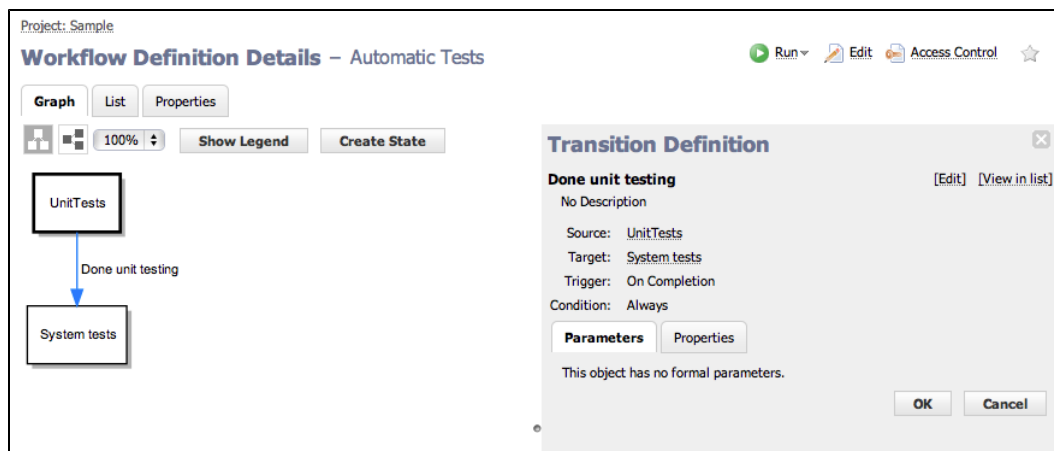 Project: Sample
Workflow Definition Details – Automatic Tests
Run Edit Access Control
Graph List Properties
100% Show Legend Create State
UnitTests
Done unit testing
System tests
Transition Definition
Done unit testing [Edit] [View in list]
No Description
Source: UnitTests
Target: System tests
Trigger: On Completion
Condition: Always
Parameters Properties
This object has no formal parameters.
OK Cancel